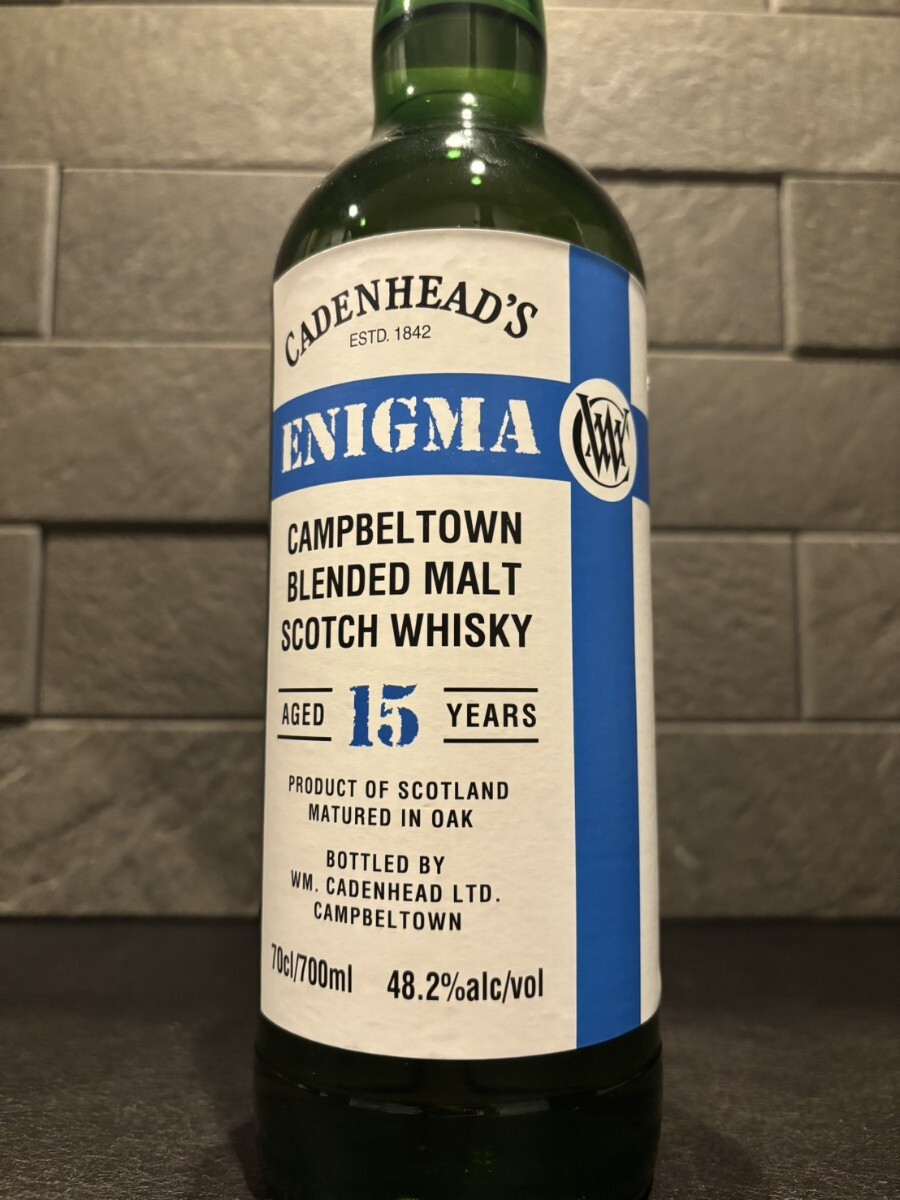 CADENHEAD'S
ESTD. 1842
ENIGMA
CAMPBELTOWN
BLENDED MALT
SCOTCH WHISKY
AGED 15 YEARS
PRODUCT OF SCOTLAND
MATURED IN OAK
BOTTLED BY
WM. CADENHEAD LTD.
CAMPBELTOWN
70cl/700ml 48.2%alc/vol